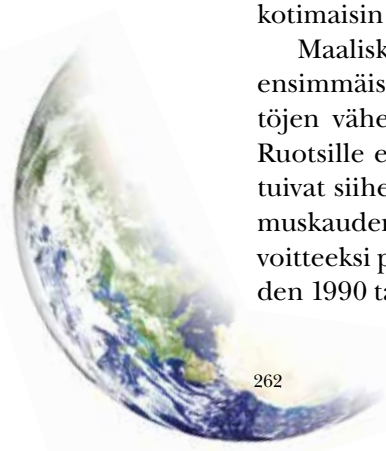 kotimaisin
Maalisk
ensimmäis
töjen vähe
Ruotsille e
tuivat siihe
muskauden
voitteeksi p
den 1990 ta
262